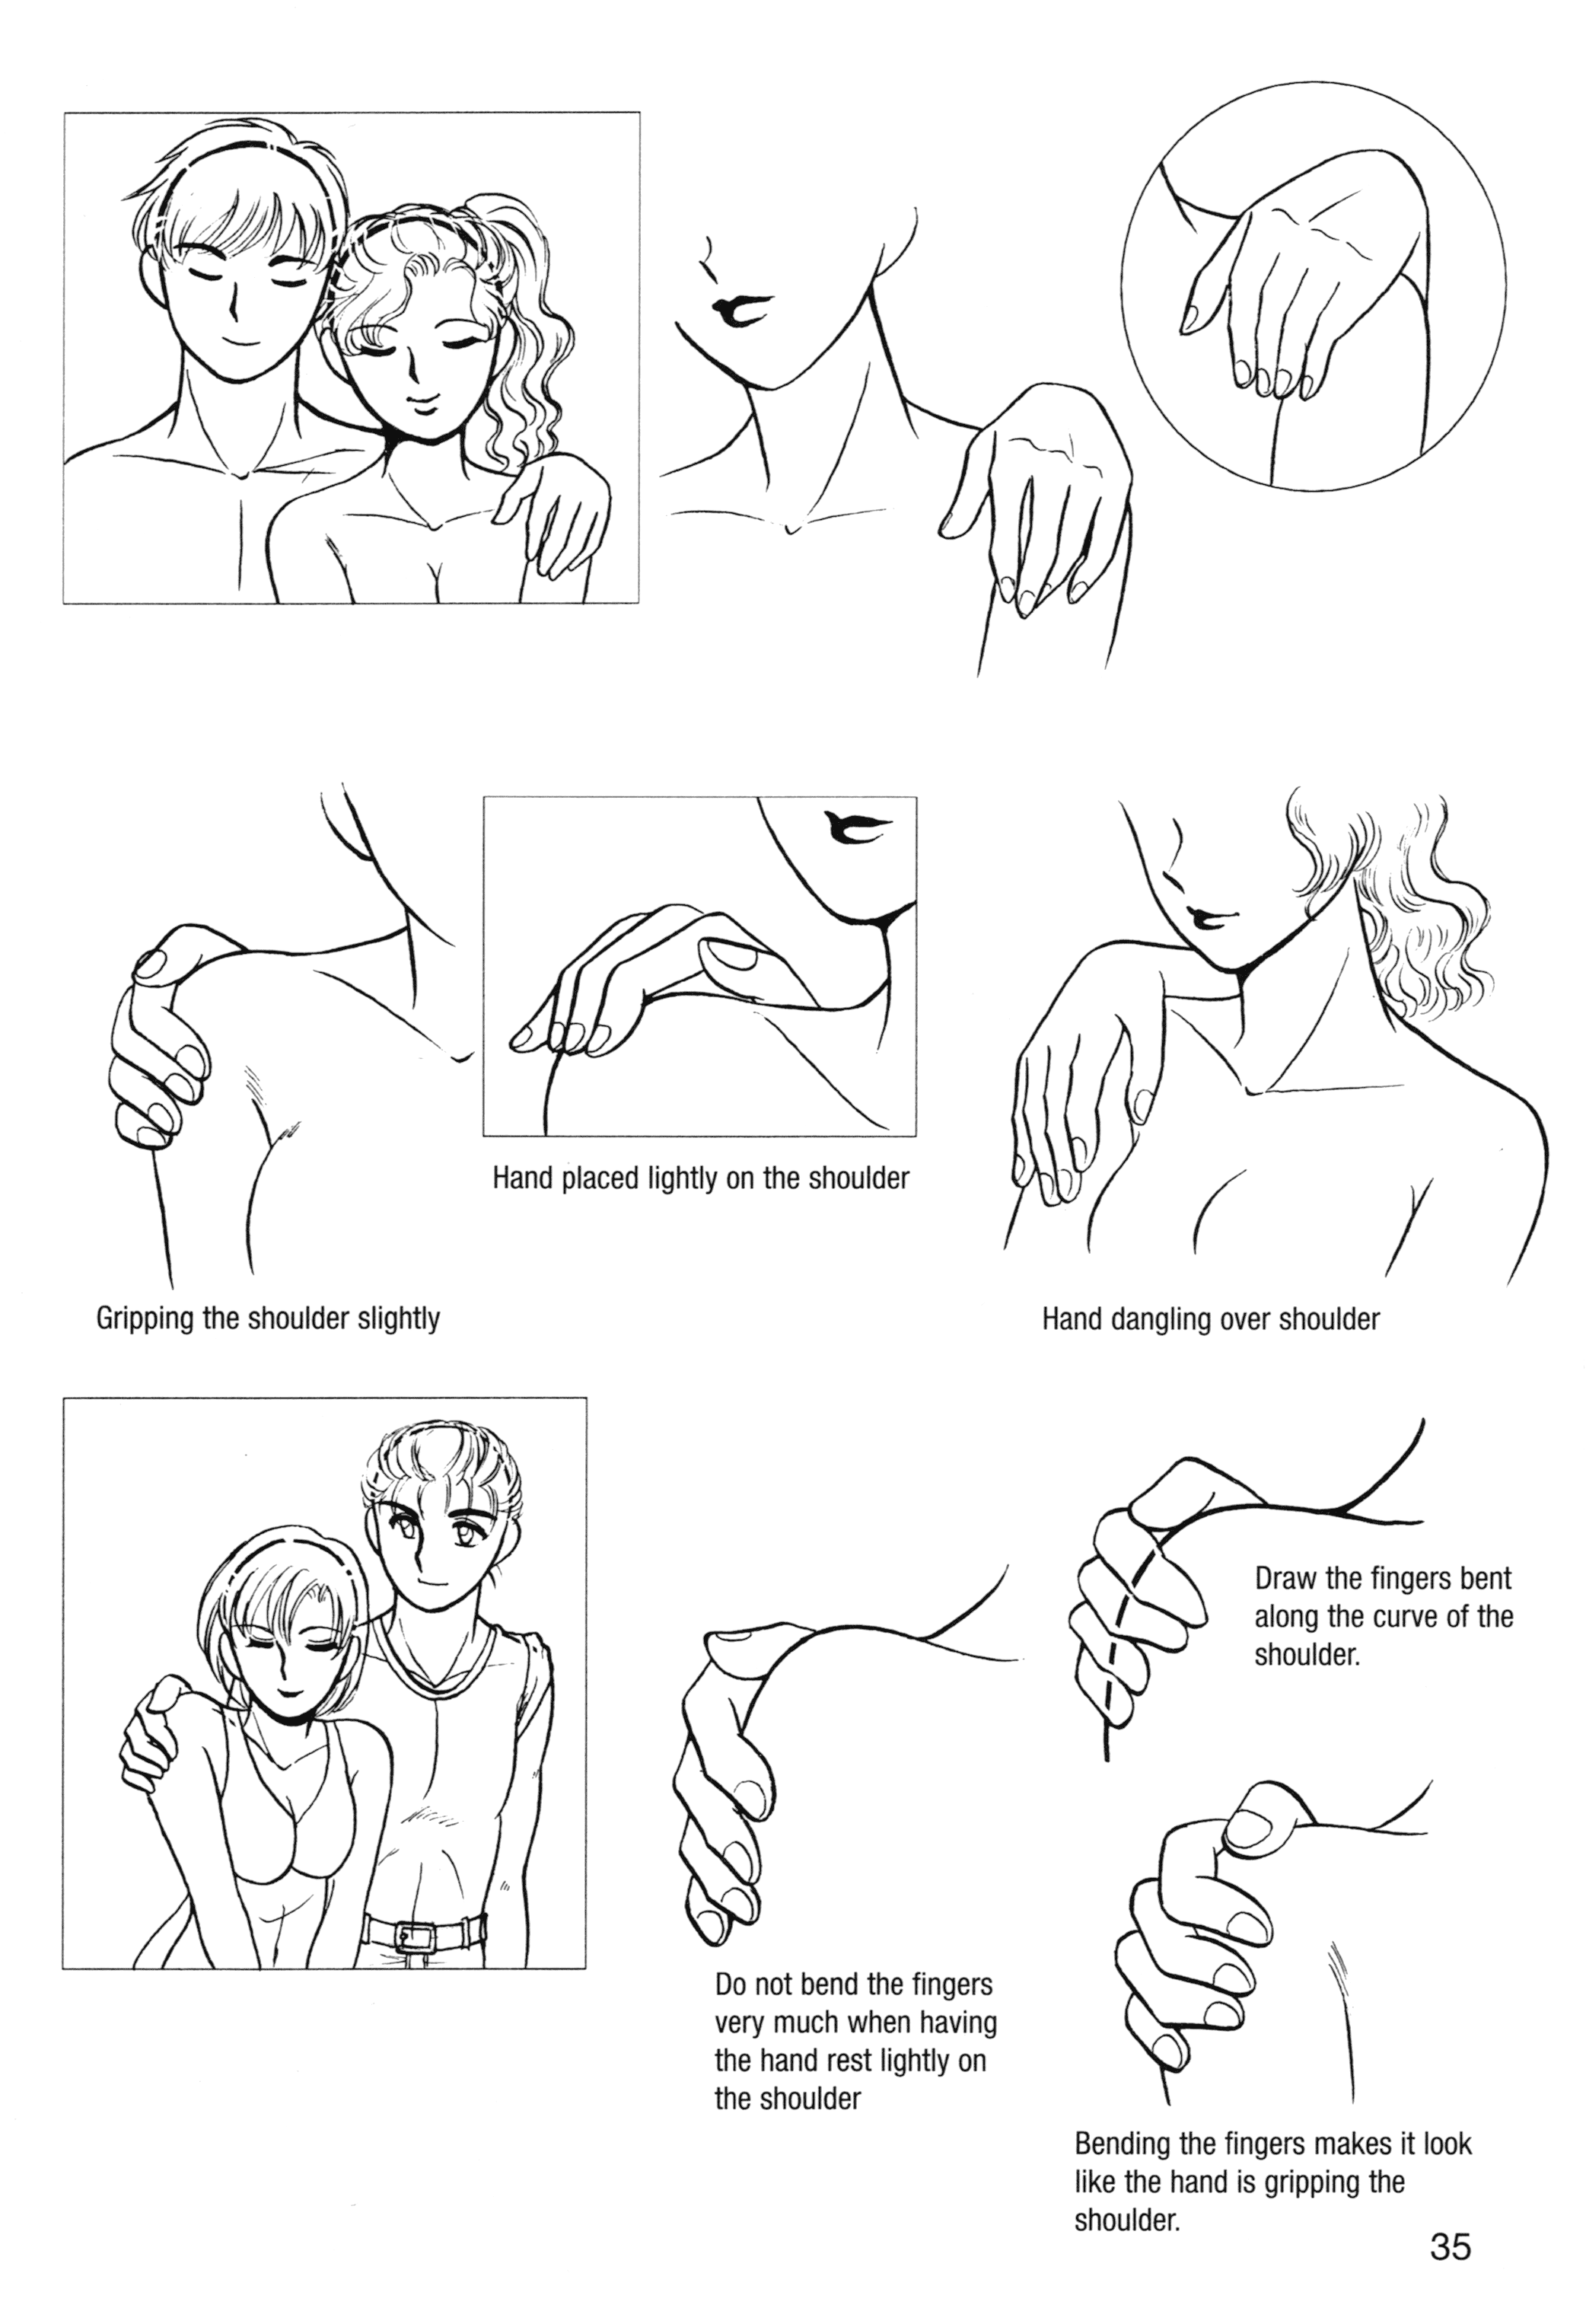 Hand placed lightly on the shoulder
Gripping the shoulder slightly
Hand dangling over shoulder
Draw the fingers bent
along the curve of the
shoulder.
Do not bend the fingers
very much when having
the hand rest lightly on
the shoulder
Bending the fingers makes it look
like the hand is gripping the
shoulder.
35